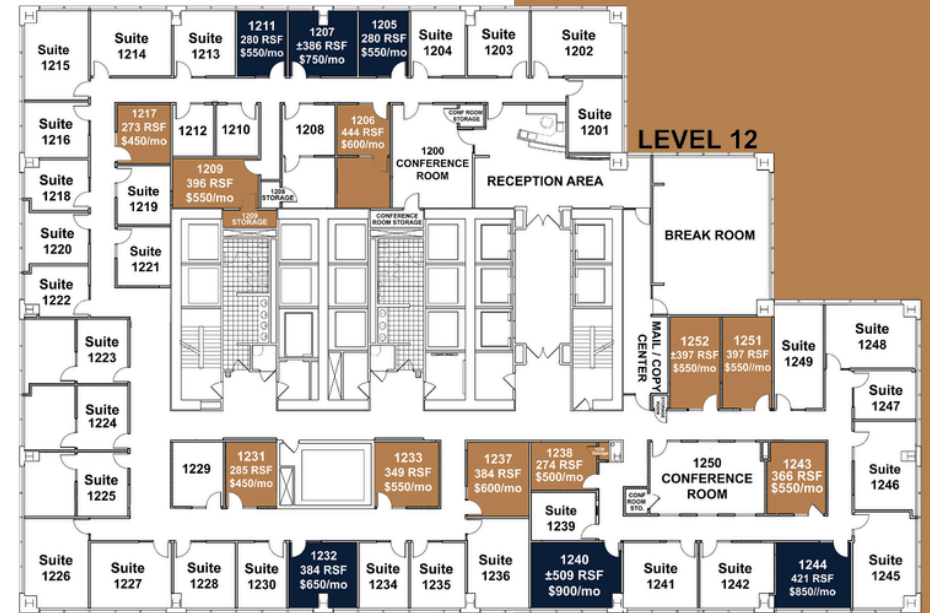 Suite
1215
Suite
1214
Suite
1213
1211
280 RSF
$550/mo
1207
±386 RSF
$750/mo
1205
280 RSF
$550/mo
Suite
1204
Suite
1203
Suite
1202
Suite
1216
1217
273 RSF
$450/mo
1212
1210
1208
1206
444 RSF
$600/mo
CONF ROOM
STORAGE
Suite
1201
LEVEL 12
1200
CONFERENCE
ROOM
RECEPTION AREA
1209
396 RSF
$550/mo
Suite
1218
Suite
1219
1208
STORAGE
1209
STORAGE
CONFERENCE
ROOM STORAGE
Suite
1220
Suite
1221
BREAK ROOM
Suite
1222
Suite
1223
MAIL / COPY
CENTER
1252
±397 RSF
$550/mo
1251
397 RSF
$550//mo
Suite
1249
Suite
1248
Suite
1247
Suite
1224
Suite
1225
1229
1231
285 RSF
$450/mo
1233
349 RSF
$550/mo
1237
384 RSF
$600/mo
1238
274 RSF
$500/mo
1250
CONFERENCE
ROOM
CONF
ROOM
STO.
1243
366 RSF
$550/mo
Suite
1246
Suite
1239
Suite
1226
Suite
1227
Suite
1228
Suite
1230
1232
384 RSF
$650/mo
Suite
1234
Suite
1235
Suite
1236
1240
±509 RSF
$900/mo
Suite
1241
Suite
1242
1244
421 RSF
$850//mo
Suite
1245